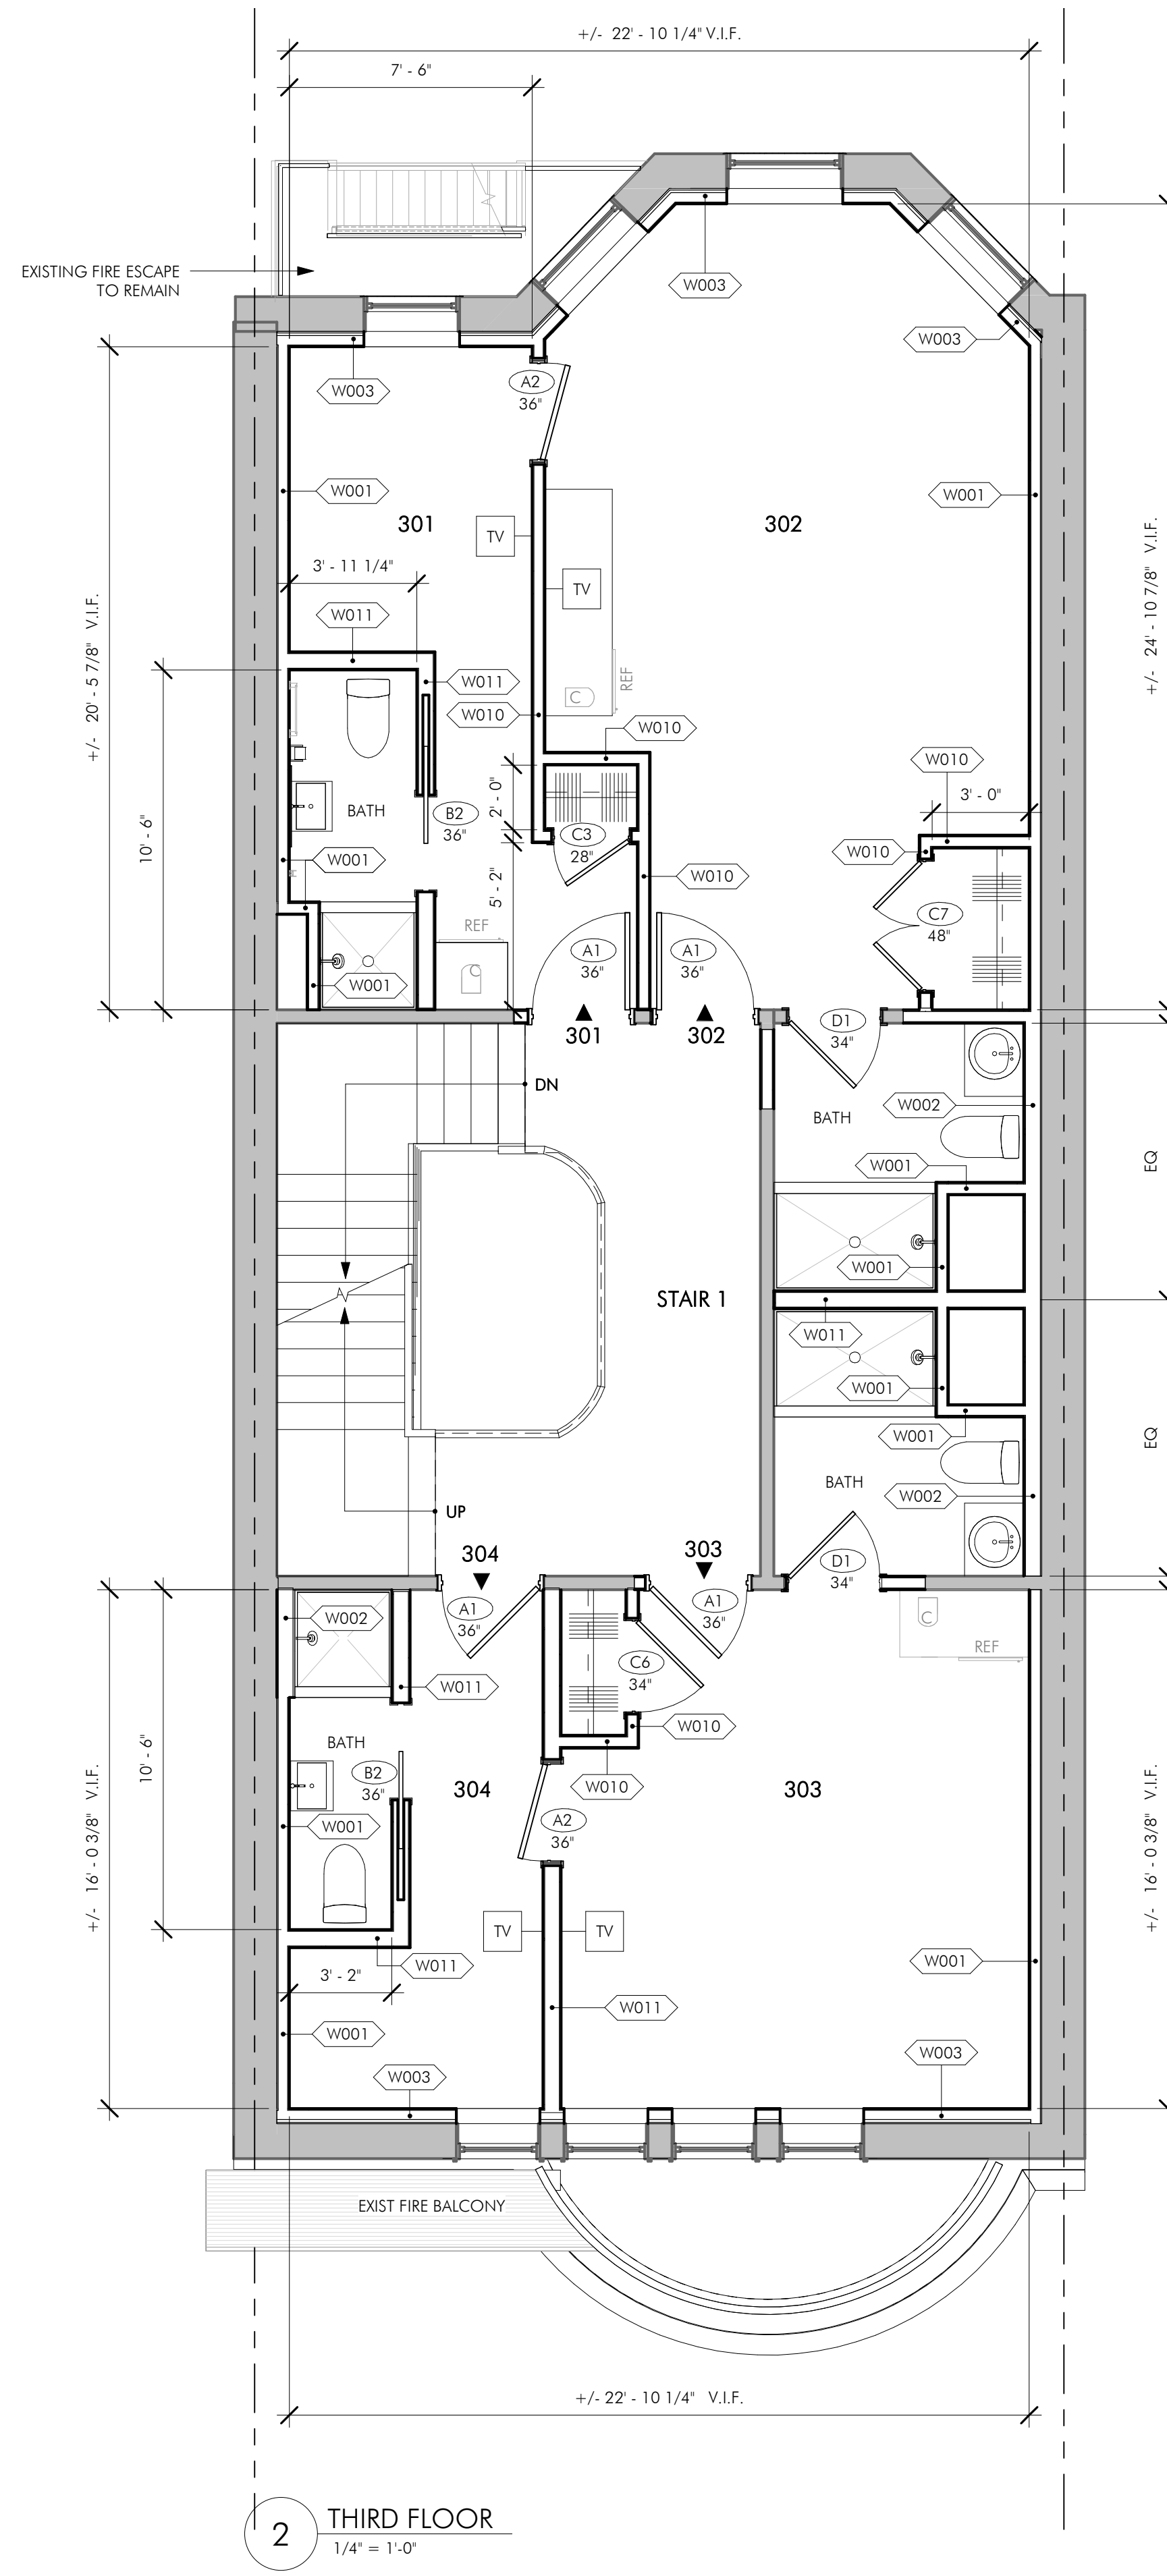 +/- 22' - 10 1/4" V.I.F.
7' - 6"
EXISTING FIRE ESCAPE
TO REMAIN
W003
W003
W003
A2
36"
W001
W001
301
302
TV
TV
3' - 11 1/4"
W011
+/- 20' - 5 7/8" V.I.F.
+/- 24' - 10 7/8" V.I.F.
W011
REF
C
W010
W010
W010
3' - 0"
10' - 6"
BATH
B2
36"
2' - 0"
C3
28"
W010
W001
W010
5' - 2"
C7
48"
REF
C
A1
36"
A1
36"
W001
301
302
D1
34"
DN
W002
BATH
EQ
W001
W001
STAIR 1
W011
W001
W001
EQ
BATH
W002
UP
304
303
D1
34"
W002
A1
36"
A1
36"
C
REF
C6
34"
W011
W010
BATH
B2
36"
304
W010
303
10' - 6"
+/- 16' - 0 3/8" V.I.F.
+/- 16' - 0 3/8" V.I.F.
W001
A2
36"
TV
TV
W011
W001
3' - 2"
W011
W001
W003
W003
EXIST FIRE BALCONY
+/- 22' - 10 1/4" V.I.F.
2
THIRD FLOOR
1/4" = 1'-0"